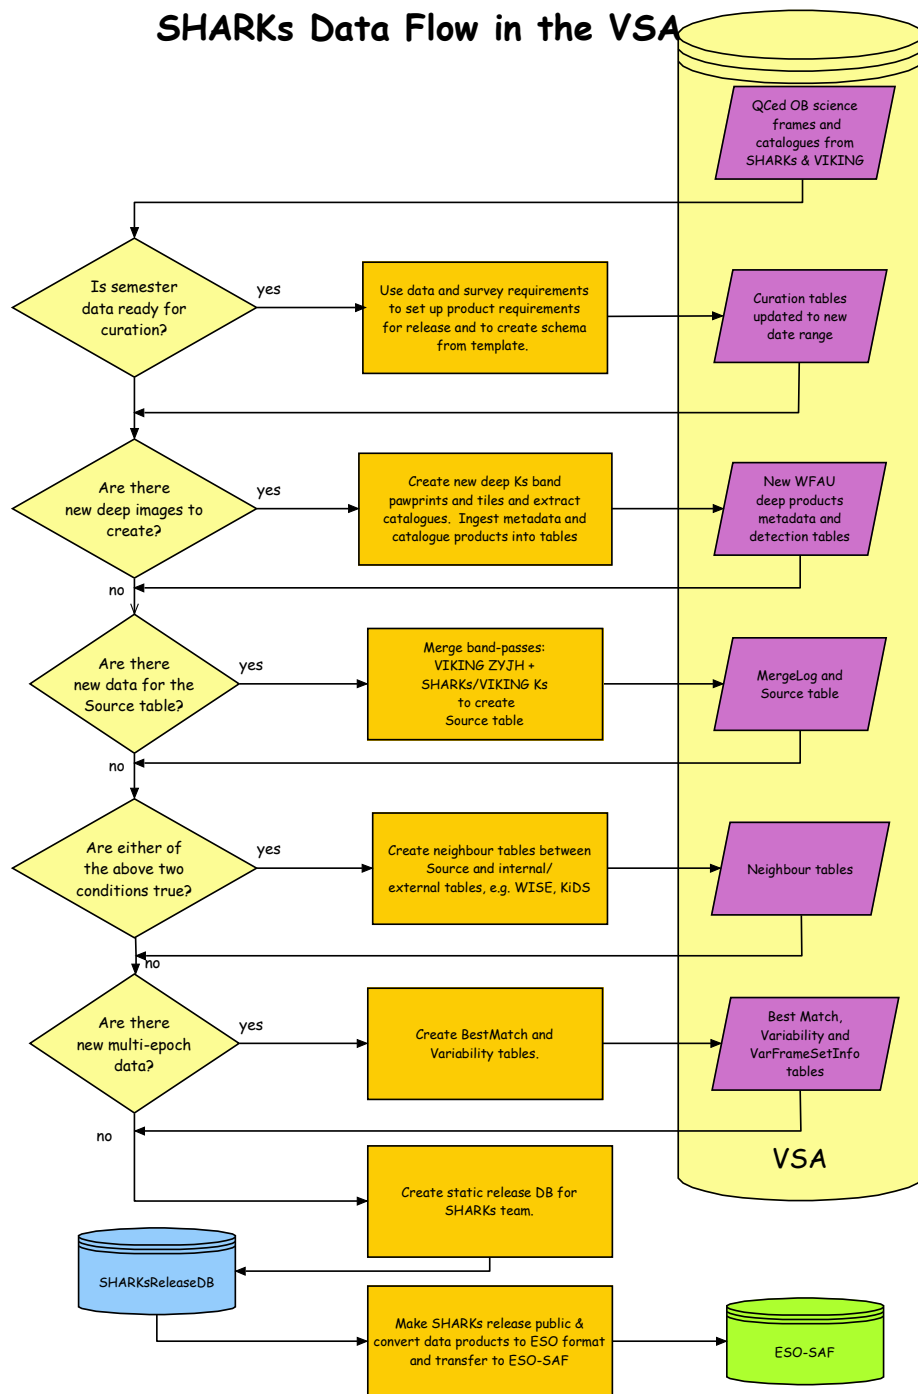 SHARKs Data Flow in the VSA
QCed OB science
frames and
catalogues from
SHARKs & VIKING
Is semester
data ready for
curation?
yes
Use data and survey requirements
to set up product requirements
for release and to create schema
from template.
Curation tables
updated to new
date range
Are there
new deep images to
create?
yes
Create new deep Ks band
pawprints and tiles and extract
catalogues. Ingest metadata and
catalogue products into tables
New WFAU
deep products
metadata and
detection tables
no
Are there
new data for the
Source table?
yes
Merge band-passes:
VIKING ZYJH +
SHARKs/VIKING Ks
to create
Source table
MergeLog and
Source table
no
Are either of
the above two
conditions true?
yes
Create neighbour tables between
Source and internal/
external tables, e.g. WISE, KiDS
Neighbour tables
no
Are there
new multi-epoch
data?
yes
Create BestMatch and
Variability tables.
Best Match,
Variability and
VarFrameSetInfo
tables
no
VSA
Create static release DB for
SHARKs team.
SHARKsReleaseDB
Make SHARKs release public &
convert data products to ESO format
and transfer to ESO-SAF
ESO-SAF